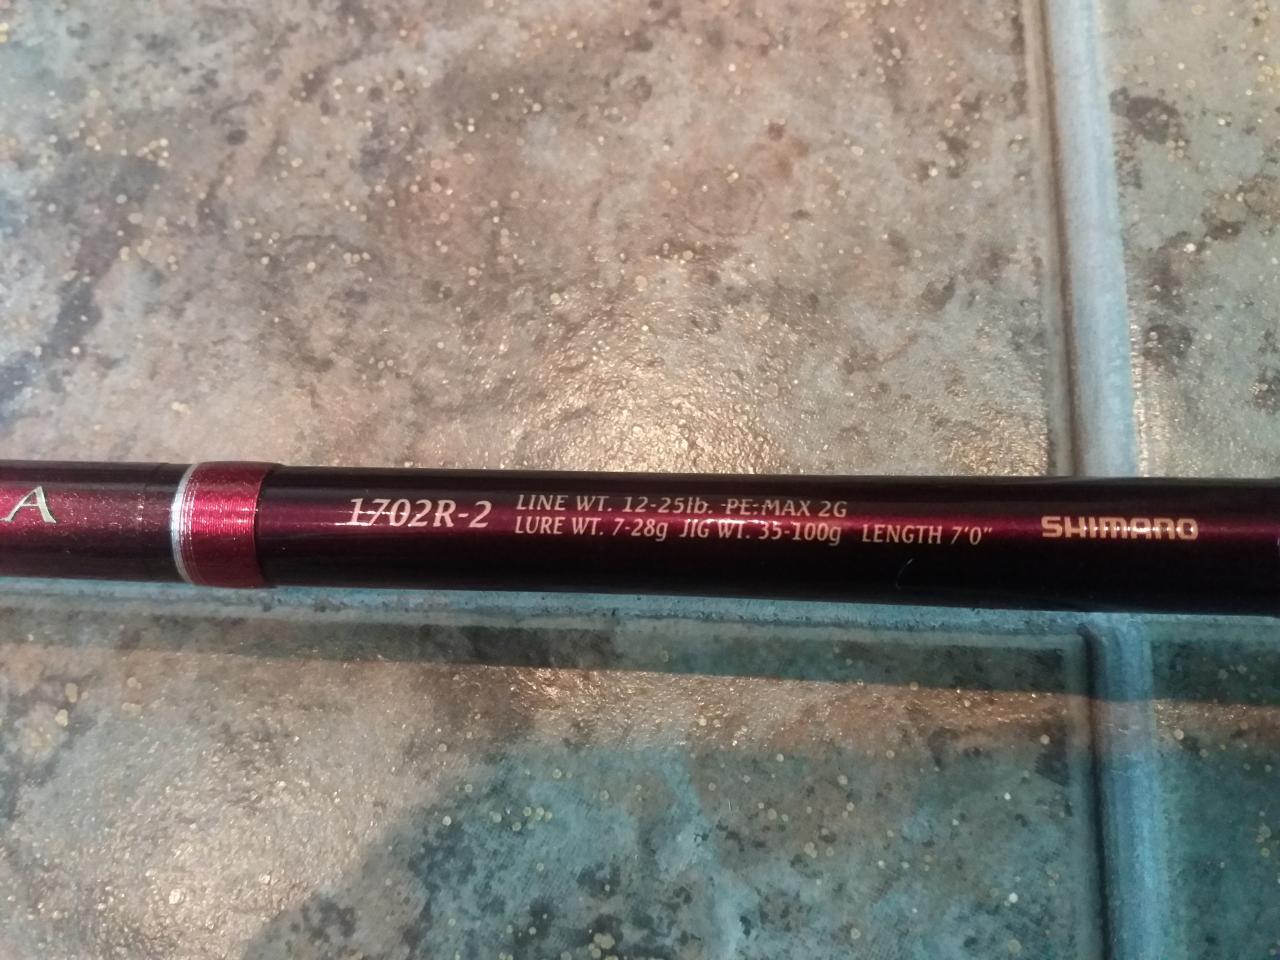 A
1702R-2
LINE WT. 12-25lb. PE:MAX 2G
LURE WT. 7-28g JIG WT. 35-100g LENGTH 7'0"
SHIMANO